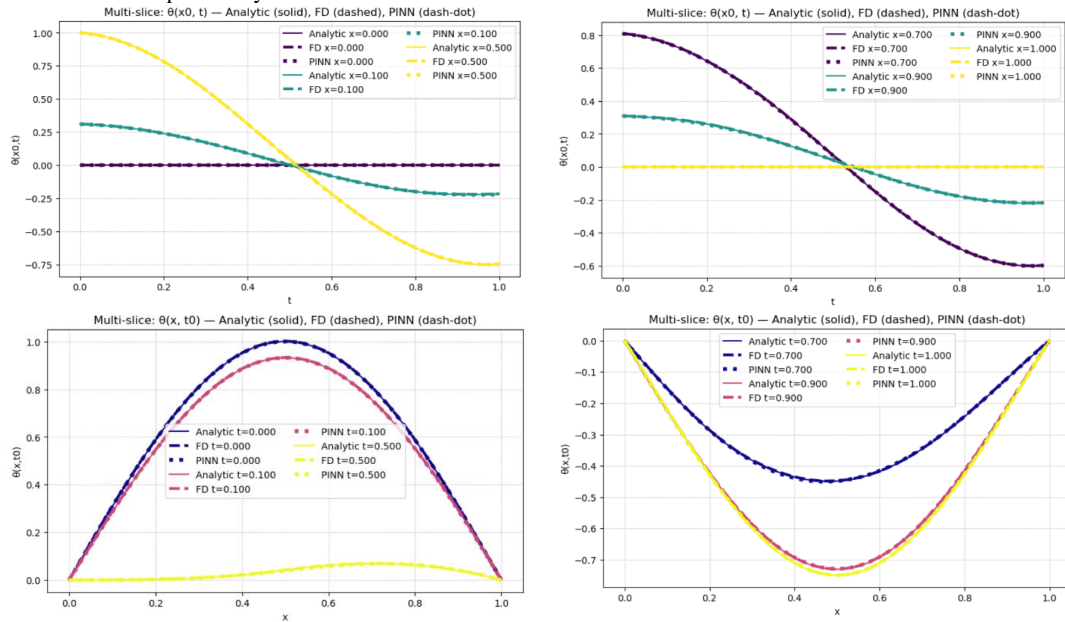 Multi-slice: θ(x0, t) — Analytic (solid), FD (dashed), PINN (dash-dot)
1.00
0.75
0.50
0.25
0.00
−0.25
−0.50
−0.75
θ(x0,t)
Analytic x=0.000
FD x=0.000
PINN x=0.000
Analytic x=0.100
FD x=0.100
PINN x=0.100
Analytic x=0.500
FD x=0.500
PINN x=0.500
0.0 0.2 0.4 0.6 0.8 1.0
t
Multi-slice: θ(x0, t) — Analytic (solid), FD (dashed), PINN (dash-dot)
0.8
0.6
0.4
0.2
0.0
−0.2
−0.4
−0.6
θ(x0,t)
Analytic x=0.700
FD x=0.700
PINN x=0.700
Analytic x=0.900
FD x=0.900
PINN x=0.900
Analytic x=1.000
FD x=1.000
PINN x=1.000
0.0 0.2 0.4 0.6 0.8 1.0
t
Multi-slice: θ(x, t0) — Analytic (solid), FD (dashed), PINN (dash-dot)
1.0
0.8
0.6
0.4
0.2
0.0
θ(x,t0)
Analytic t=0.000
FD t=0.000
PINN t=0.000
Analytic t=0.100
FD t=0.100
PINN t=0.100
Analytic t=0.500
FD t=0.500
PINN t=0.500
0.0 0.2 0.4 0.6 0.8 1.0
x
Multi-slice: θ(x, t0) — Analytic (solid), FD (dashed), PINN (dash-dot)
0.0
−0.1
−0.2
−0.3
−0.4
−0.5
−0.6
−0.7
θ(x,t0)
Analytic t=0.700
FD t=0.700
PINN t=0.700
Analytic t=0.900
FD t=0.900
PINN t=0.900
Analytic t=1.000
FD t=1.000
PINN t=1.000
0.0 0.2 0.4 0.6 0.8 1.0
x